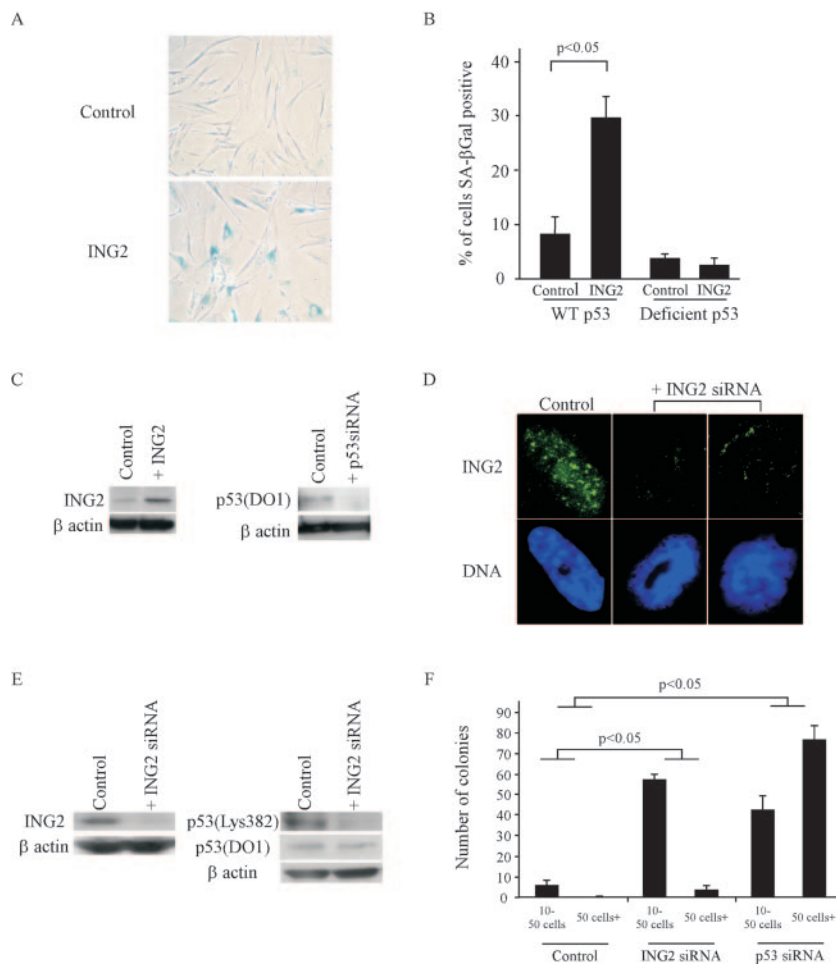 A
Control
ING2
B
p<0.05
% of cells SA-βGal positive
40
30
20
10
0
Control ING2 Control ING2
WT p53 Deficient p53
C
Control
+ ING2
ING2
β actin
Control
+ p53siRNA
p53(DO1)
β actin
D
+ ING2 siRNA
Control
ING2
DNA
E
Control
+ ING2 siRNA
ING2
β actin
Control
+ ING2 siRNA
p53(Lys382)
p53(DO1)
β actin
F
p<0.05
p<0.05
Number of colonies
90
80
70
60
50
40
30
20
10
0
10-
50 cells
50 cells+
10-
50 cells
50 cells+
10-
50 cells
50 cells+
Control ING2 siRNA p53 siRNA